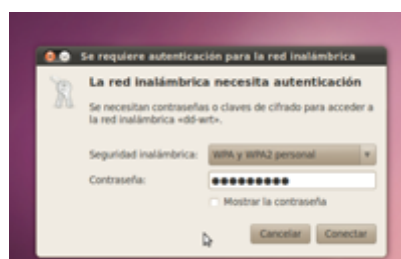 Se requiere autenticación para la red inalámbrica
La red inalámbrica necesita autenticación
Se necesitan contraseñas o claves de cifrado para acceder a
la red inalámbrica «dd-wrt».
Seguridad inalámbrica: WPA y WPA2 personal
Contraseña: ●●●●●●●●●
Mostrar la contraseña
Cancelar Conectar